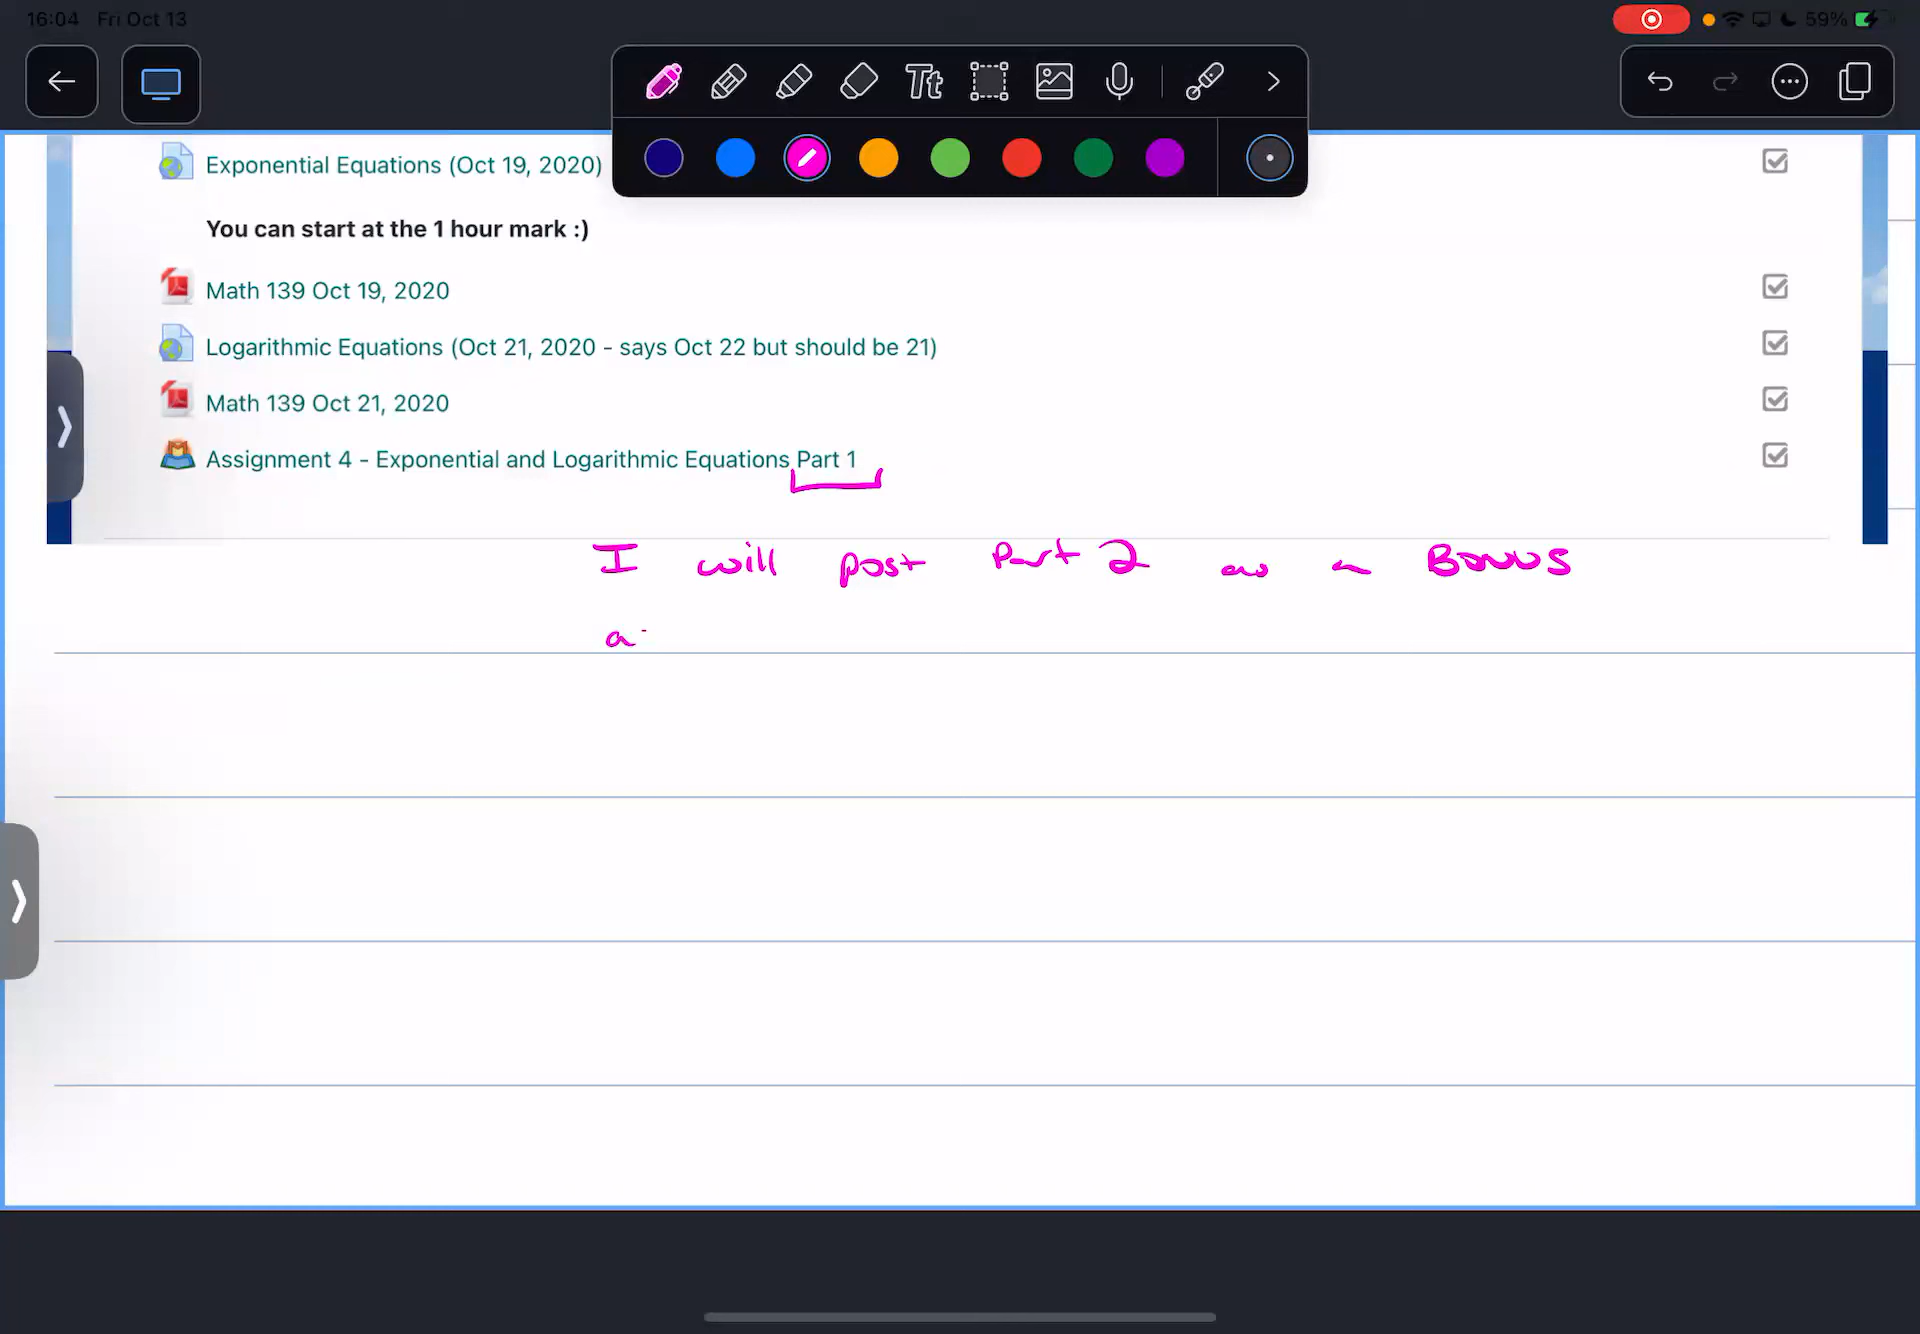 16:04 Fri Oct 13
59%
Tt
Exponential Equations (Oct 19, 2020)
You can start at the 1 hour mark :)
Math 139 Oct 19, 2020
Logarithmic Equations (Oct 21, 2020 - says Oct 22 but should be 21)
Math 139 Oct 21, 2020
Assignment 4 - Exponential and Logarithmic Equations Part 1
I will post Part 2 as a Bonus
a